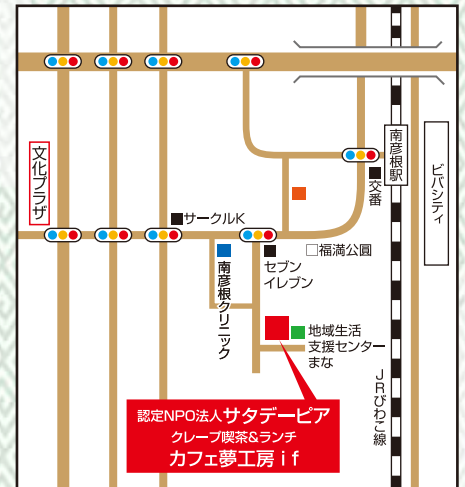 南彦根駅
ビバシティ
文化プラザ
交番
サークルK
福満公園
セブン
イレブン
南彦根クリニック
地域生活
支援センター
まな
JRびわこ線
認定NPO法人サタデーピア
クレープ喫茶&ランチ
カフェ夢工房if